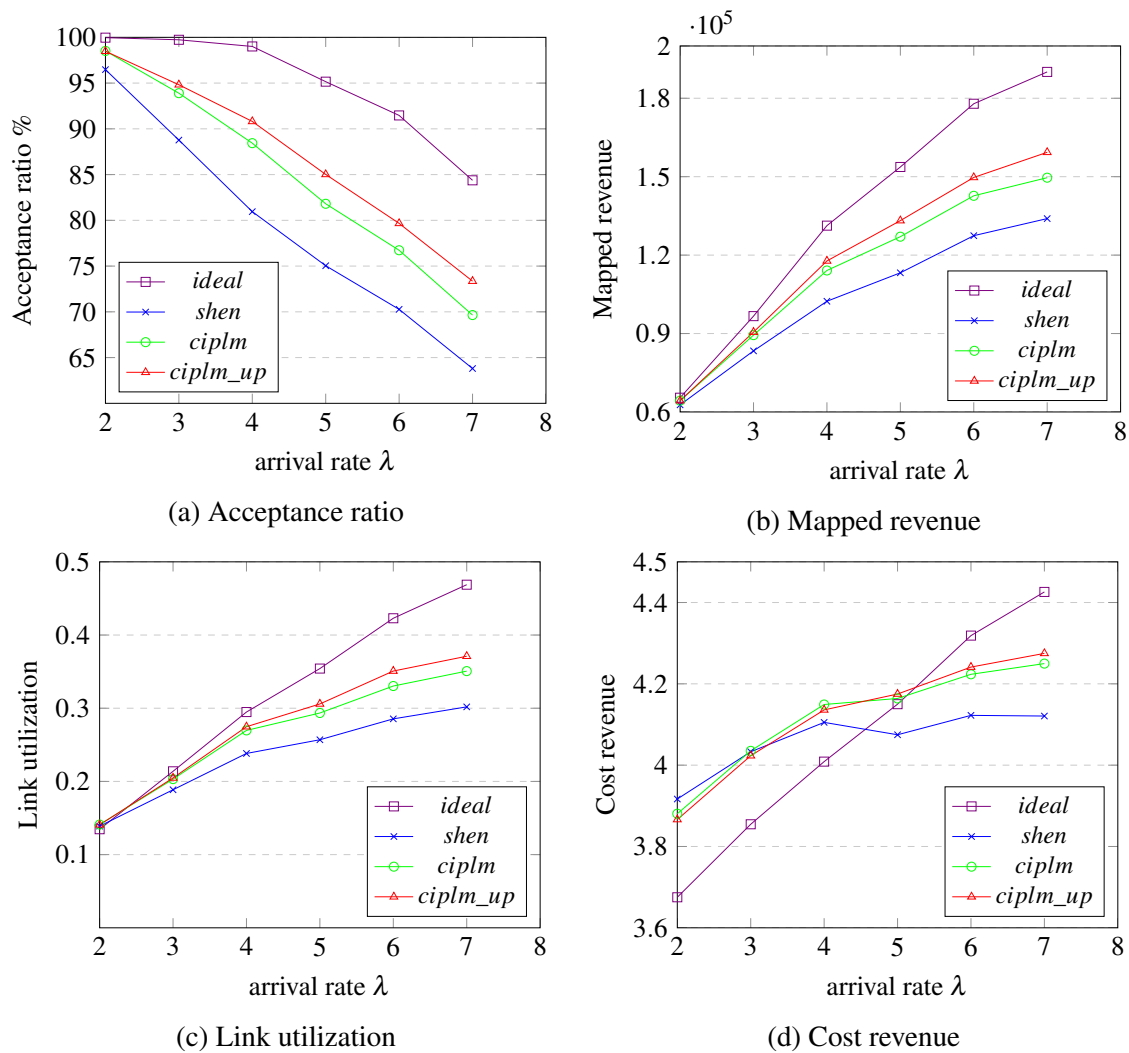 100
95
90
85
80
75
70
65
2 3 4 5 6 7 8
Acceptance ratio %
arrival rate λ
ideal
shen
ciplm
ciplm_up
(a) Acceptance ratio
·10⁵
2
1.8
1.5
1.2
0.9
0.6
2 3 4 5 6 7 8
Mapped revenue
arrival rate λ
ideal
shen
ciplm
ciplm_up
(b) Mapped revenue
0.5
0.4
0.3
0.2
0.1
2 3 4 5 6 7 8
Link utilization
arrival rate λ
ideal
shen
ciplm
ciplm_up
(c) Link utilization
4.5
4.4
4.2
4
3.8
3.6
2 3 4 5 6 7 8
Cost revenue
arrival rate λ
ideal
shen
ciplm
ciplm_up
(d) Cost revenue